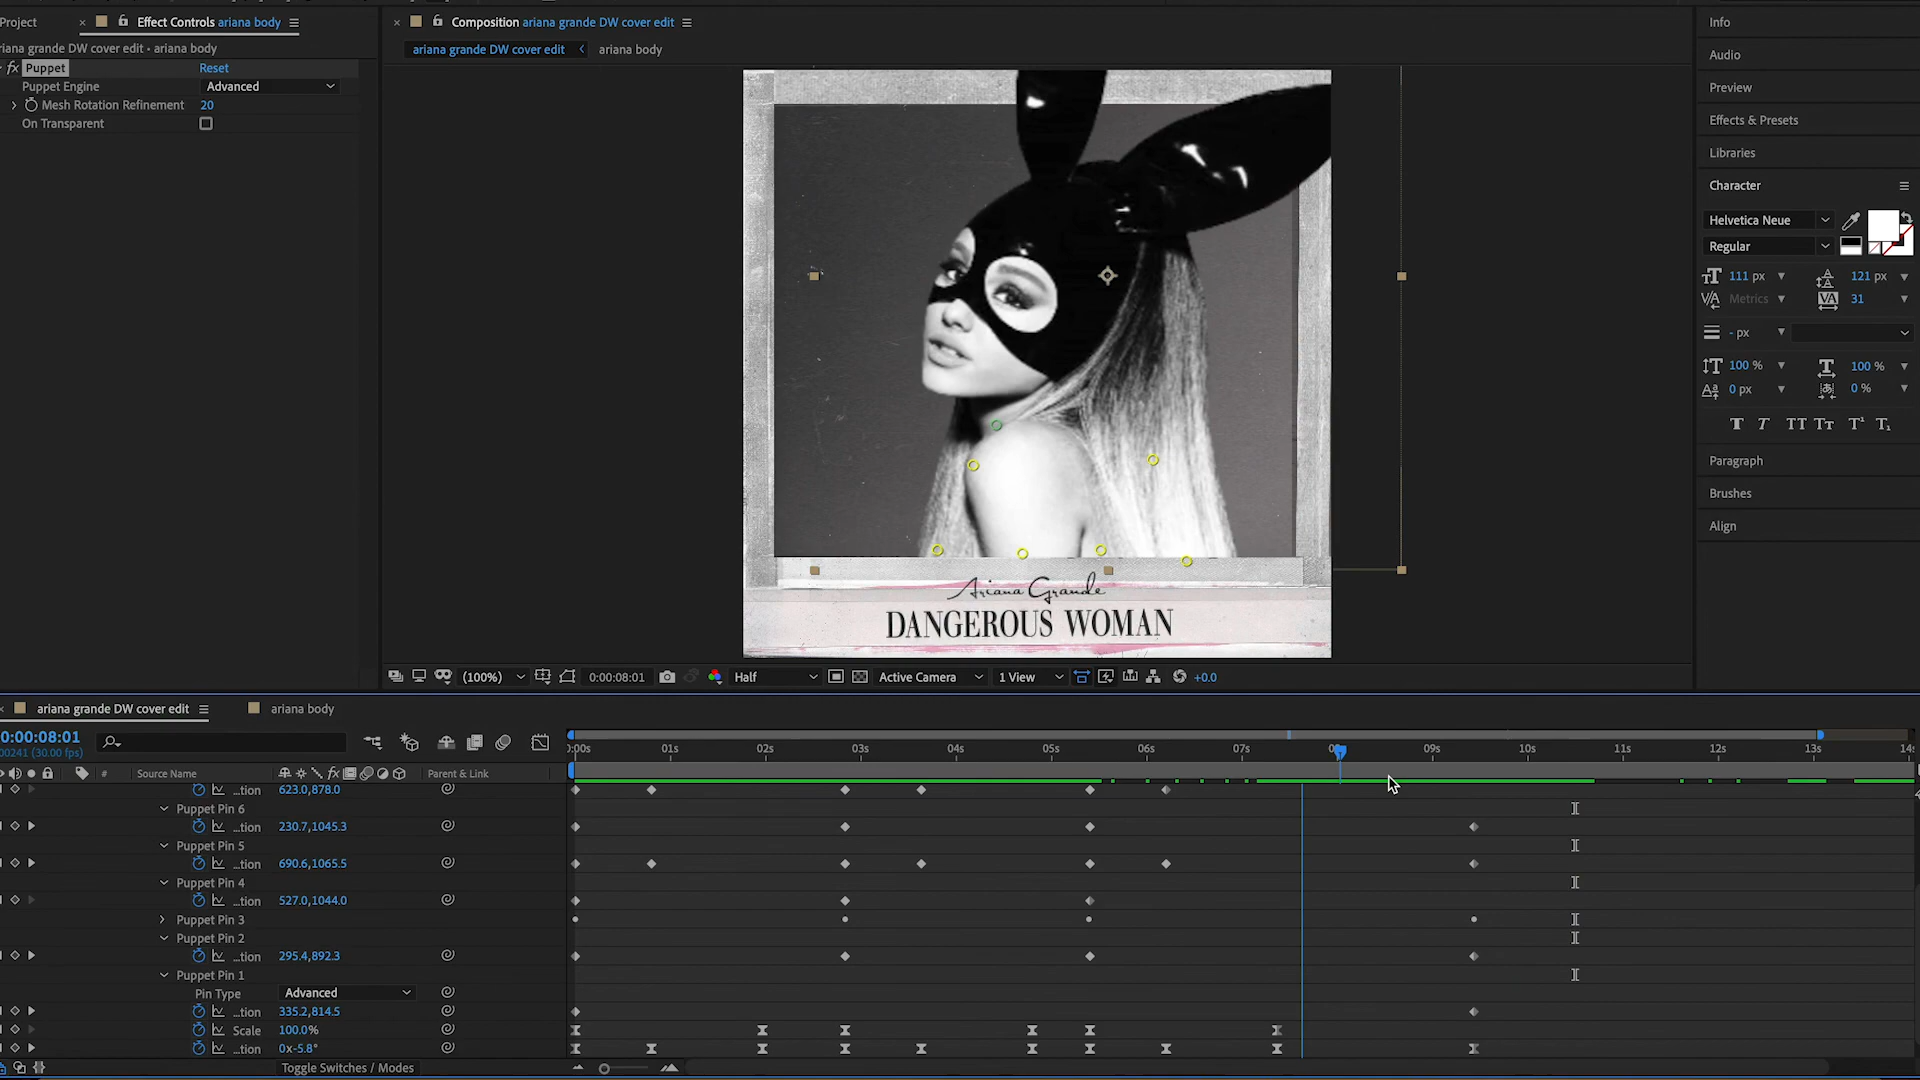 Project
Effect Controls ariana body
ariana grande DW cover edit • ariana body
fx Puppet
Reset
Puppet Engine
Advanced
Mesh Rotation Refinement
20
On Transparent
Composition ariana grande DW cover edit
ariana grande DW cover edit
ariana body
Ariana Grande
DANGEROUS WOMAN
(100%)
0:00:08:01
Half
Active Camera
1 View
+0.0
Info
Audio
Preview
Effects & Presets
Libraries
Character
Helvetica Neue
Regular
111 px
121 px
Metrics
31
- px
100 %
100 %
0 px
0 %
Paragraph
Brushes
Align
ariana grande DW cover edit
ariana body
0:00:08:01
00241 (30.00 fps)
:00s 01s 02s 03s 04s 05s 06s 07s 09s 10s 11s 12s 13s 14s
# Source Name
Parent & Link
...tion 623.0,878.0
Puppet Pin 6
...tion 230.7,1045.3
Puppet Pin 5
...tion 690.6,1065.5
Puppet Pin 4
...tion 527.0,1044.0
Puppet Pin 3
Puppet Pin 2
...tion 295.4,892.3
Puppet Pin 1
Pin Type Advanced
...tion 335.2,814.5
Scale 100.0%
...tion 0x-5.8°
Toggle Switches / Modes